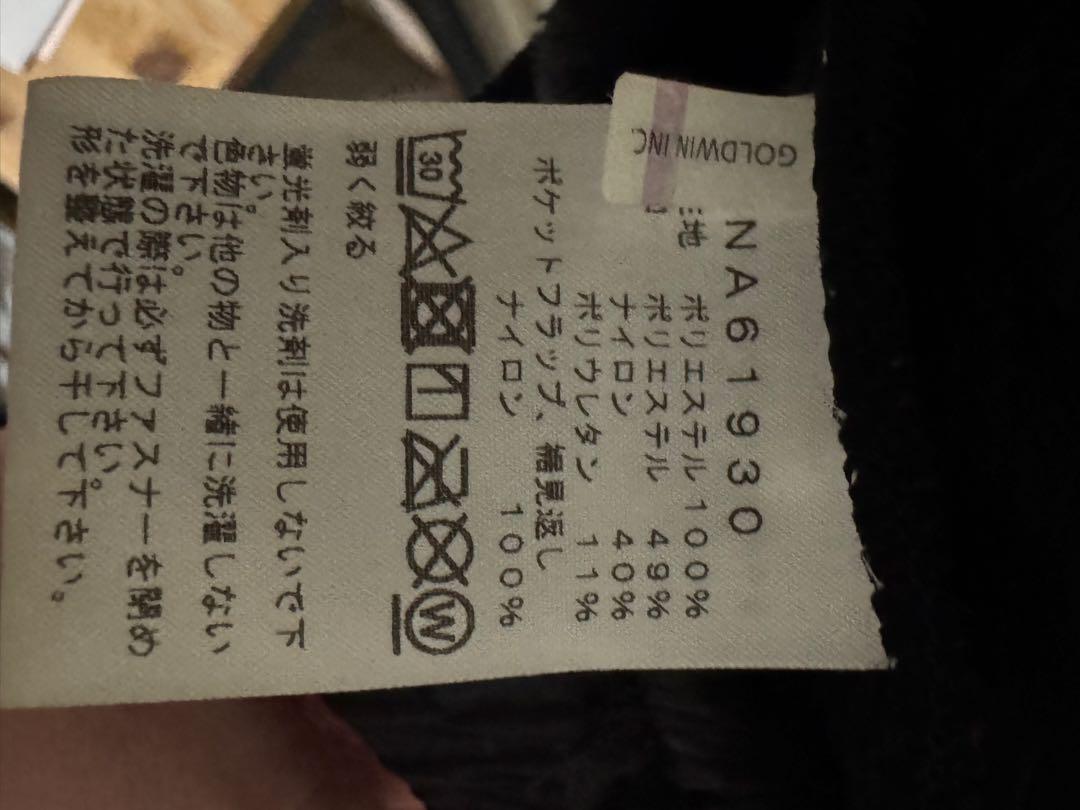 GOLDWIN INC.
NA61930
地 ポリエステル 100%
ポリエステル 49%
ナイロン 40%
ポリウレタン 11%
ポケットフラップ、裾見返し
ナイロン 100%
30
W
弱く絞る
蛍光剤入り洗剤は使用しないで下
さい。
色物は他の物と一緒に洗濯しない
で下さい。
洗濯の際は必ずファスナーを閉め
た状態で行って下さい。
形を整えてから干して下さい。